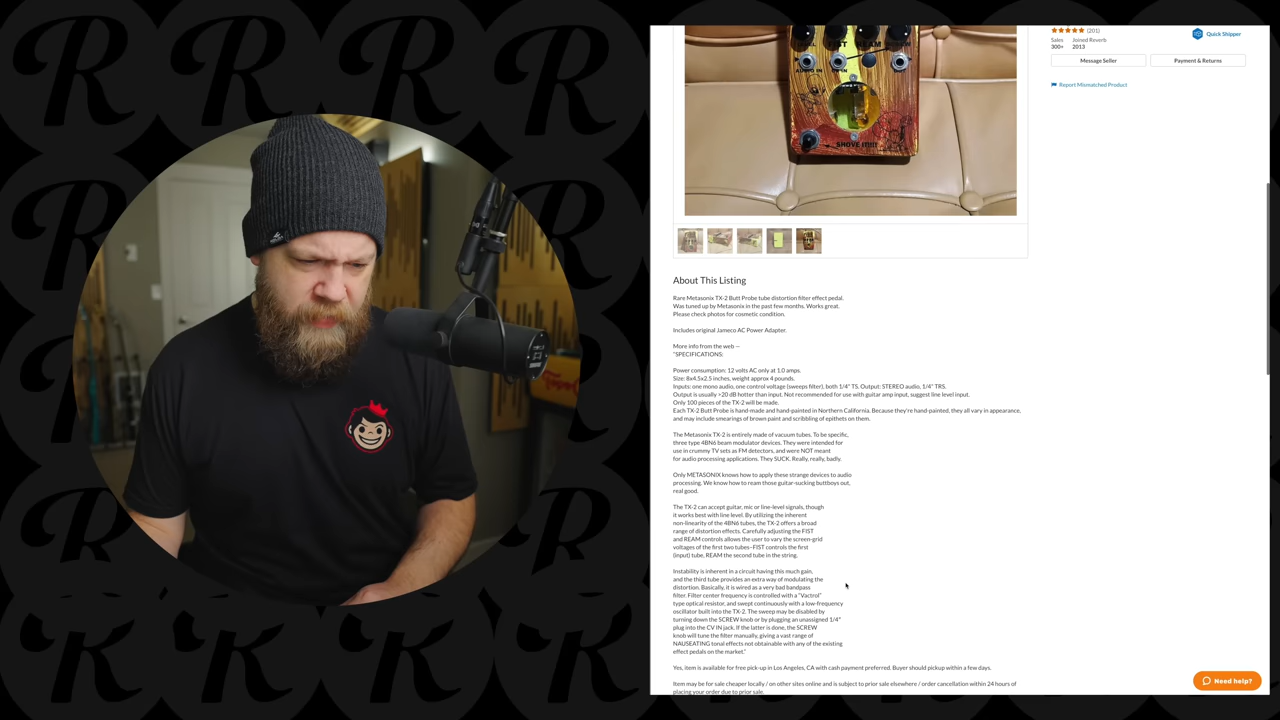 FIST REAM
AUDIO IN
SHOVE IT!!!
(201)
Sales Joined Reverb
300+ 2013
Quick Shipper
Message Seller Payment & Returns
Report Mismatched Product
About This Listing
Rare Metasonix TX-2 Butt Probe tube distortion filter effect pedal.
Was tuned up by Metasonix in the past few months. Works great.
Please check photos for cosmetic condition.
Includes original Jameco AC Power Adapter.
More info from the web —
"SPECIFICATIONS:
Power consumption: 12 volts AC only at 1.0 amps.
Size: 8x4.5x2.5 inches, weight approx 4 pounds.
Inputs: one mono audio, one control voltage (sweeps filter), both 1/4" TS. Output: STEREO audio, 1/4" TRS.
Output is usually +20 dB hotter than input. Not recommended for use with guitar amp input, suggest line level input.
Only 100 pieces of the TX-2 will be made.
Each TX-2 Butt Probe is hand-made and hand-painted in Northern California. Because they're hand-painted, they all vary in appearance,
and may include smearings of brown paint and scribbling of epithets on them.
The Metasonix TX-2 is entirely made of vacuum tubes. To be specific,
three type 4BN6 beam modulator devices. They were intended for
use in crummy TV sets as FM detectors, and were NOT meant
for audio processing applications. They SUCK. Really, really, badly.
Only METASONIX knows how to apply these strange devices to audio
processing. We know how to ream those guitar-sucking buttboys out,
real good.
The TX-2 can accept guitar, mic or line-level signals, though
it works best with line level. By utilizing the inherent
non-linearity of the 4BN6 tubes, the TX-2 offers a broad
range of distortion effects. Carefully adjusting the FIST
and REAM controls allows the user to vary the screen-grid
voltages of the first two tubes--FIST controls the first
(input) tube, REAM the second tube in the string.
Instability is inherent in a circuit having this much gain,
and the third tube provides an extra way of modulating the
distortion. Basically, it is wired as a very bad bandpass
filter. Filter center frequency is controlled with a "Vactrol"
type optical resistor, and swept continuously with a low-frequency
oscillator built into the TX-2. The sweep may be disabled by
turning down the SCREW knob or by plugging an unassigned 1/4"
plug into the CV IN jack. If the latter is done, the SCREW
knob will tune the filter manually, giving a vast range of
NAUSEATING tonal effects not obtainable with any of the existing
effect pedals on the market."
Yes, item is available for free pick-up in Los Angeles, CA with cash payment preferred. Buyer should pickup within a few days.
Item may be for sale cheaper locally / on other sites online and is subject to prior sale elsewhere / order cancellation within 24 hours of
placing your order due to prior sale.
Need help?